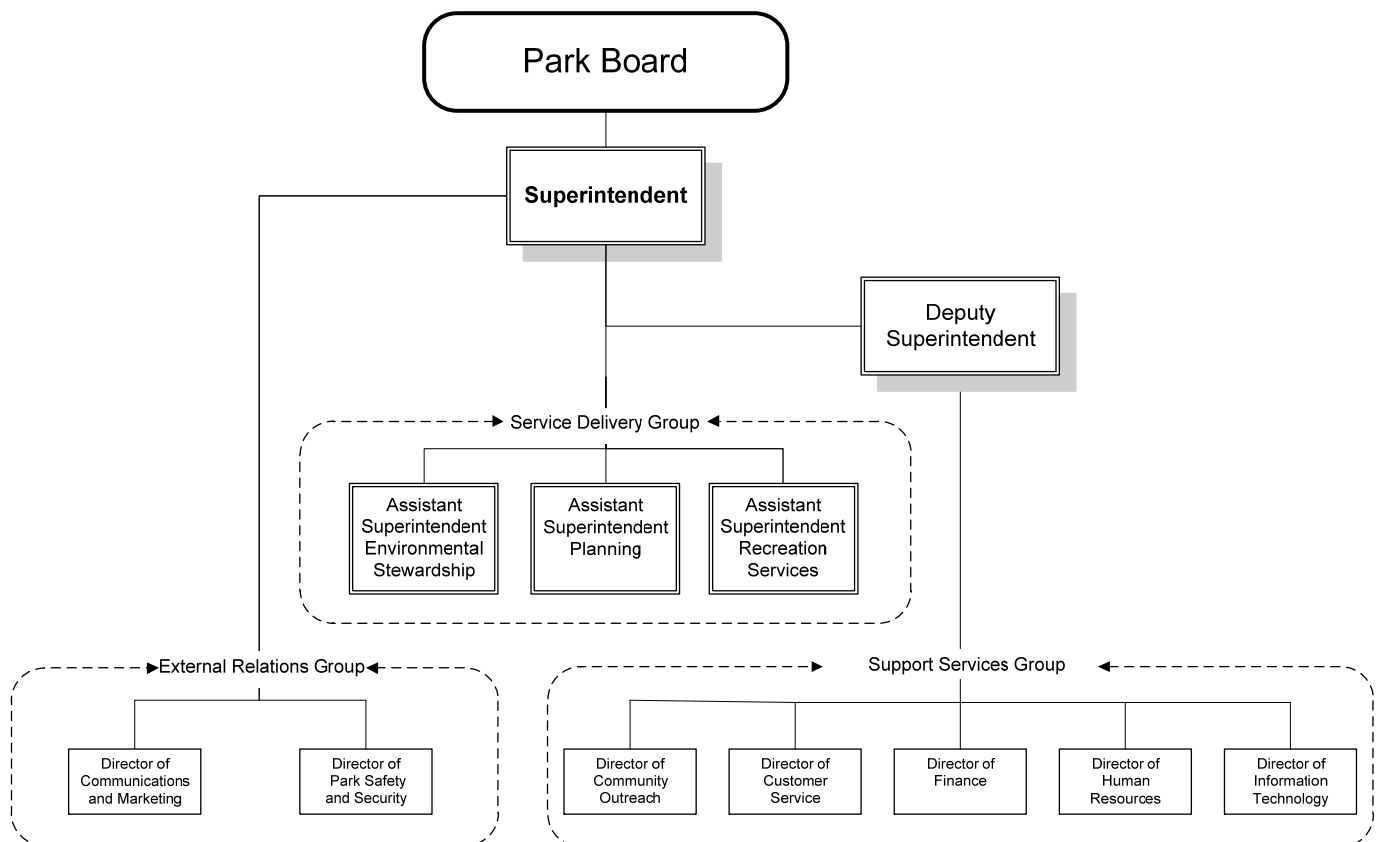 Park Board
Superintendent
Deputy
Superintendent
Service Delivery Group
Assistant
Superintendent
Environmental
Stewardship
Assistant
Superintendent
Planning
Assistant
Superintendent
Recreation
Services
External Relations Group
Support Services Group
Director of
Communications
and Marketing
Director of
Park Safety
and Security
Director of
Community
Outreach
Director of
Customer
Service
Director of
Finance
Director of
Human
Resources
Director of
Information
Technology